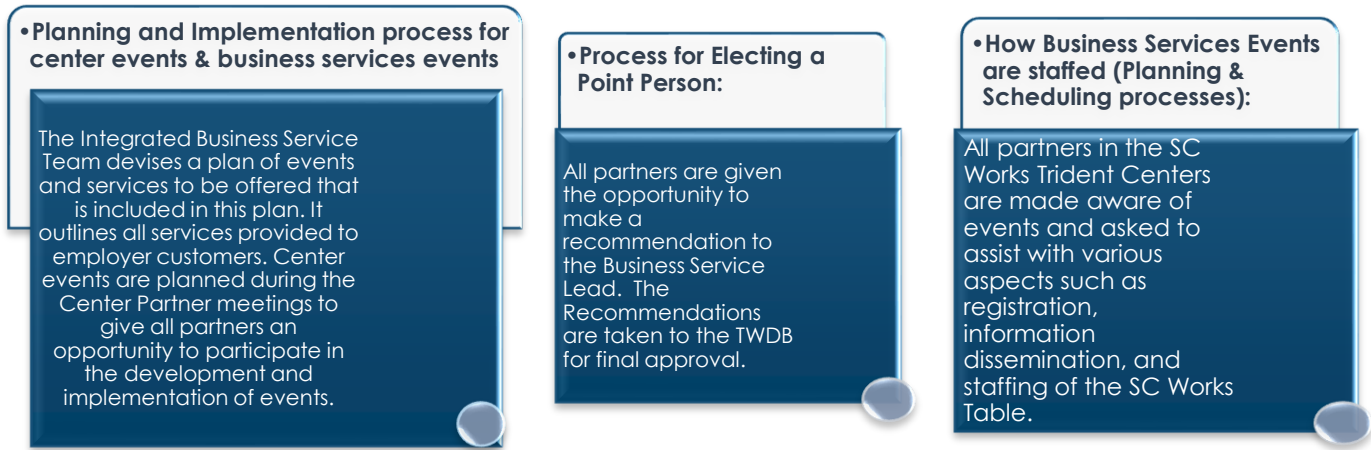 •Planning and Implementation process for
center events & business services events
The Integrated Business Service
Team devises a plan of events
and services to be offered that
is included in this plan. It
outlines all services provided to
employer customers. Center
events are planned during the
Center Partner meetings to
give all partners an
opportunity to participate in
the development and
implementation of events.
•Process for Electing a
Point Person:
All partners are given
the opportunity to
make a
recommendation to
the Business Service
Lead. The
Recommendations
are taken to the TWDB
for final approval.
•How Business Services Events
are staffed (Planning &
Scheduling processes):
All partners in the SC
Works Trident Centers
are made aware of
events and asked to
assist with various
aspects such as
registration,
information
dissemination, and
staffing of the SC Works
Table.